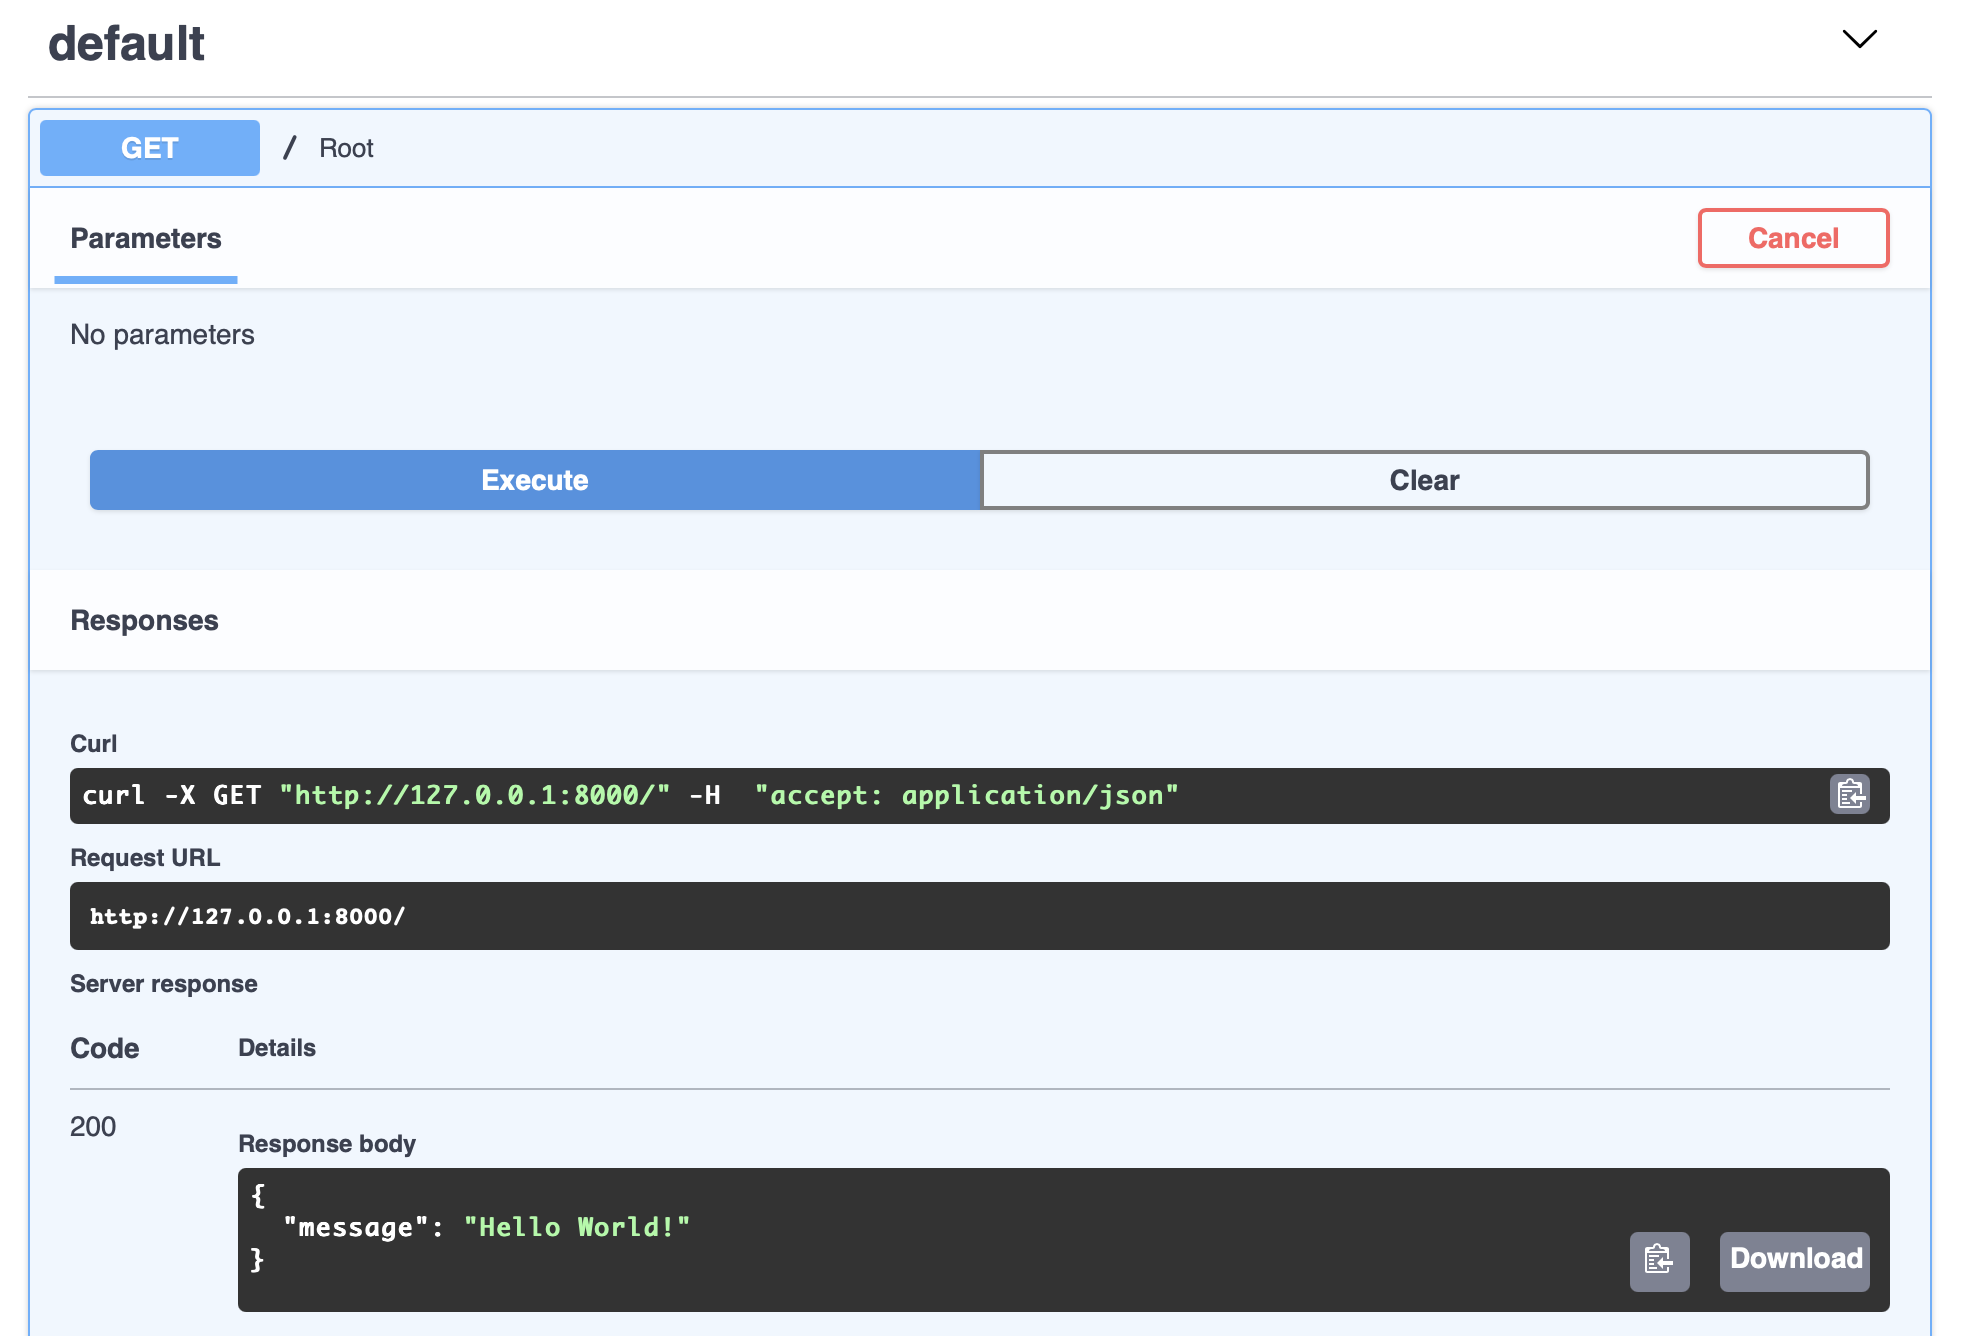 default
GET / Root
Parameters Cancel
No parameters
Execute Clear
Responses
Curl
curl -X GET "http://127.0.0.1:8000/" -H  "accept: application/json"
Request URL
http://127.0.0.1:8000/
Server response
Code Details
200
Response body
{
  "message": "Hello World!"
}
Download